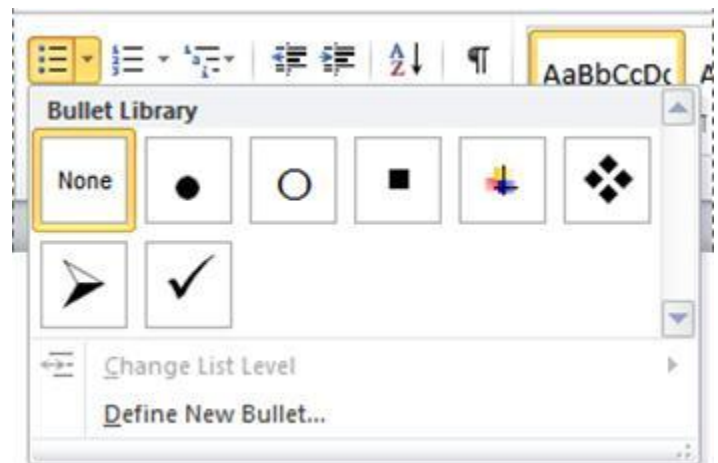 AaBbCcDc
Bullet Library
None
Change List Level
Define New Bullet...